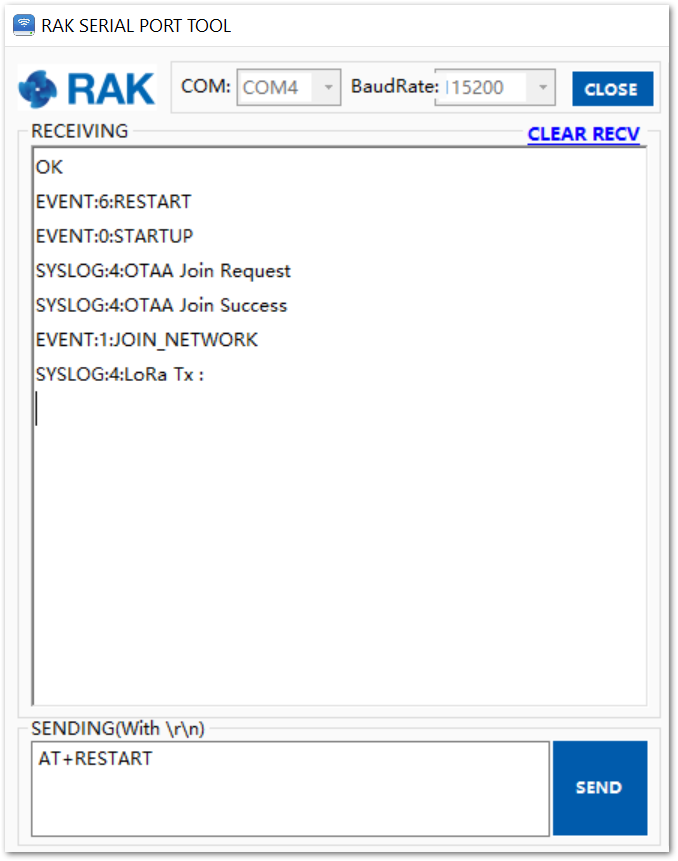 RAK SERIAL PORT TOOL
RAK COM: COM4 BaudRate: 115200 CLOSE
RECEIVING CLEAR RECV
OK
EVENT:6:RESTART
EVENT:0:STARTUP
SYSLOG:4:OTAA Join Request
SYSLOG:4:OTAA Join Success
EVENT:1:JOIN_NETWORK
SYSLOG:4:LoRa Tx :
SENDING(With \r\n)
AT+RESTART
SEND